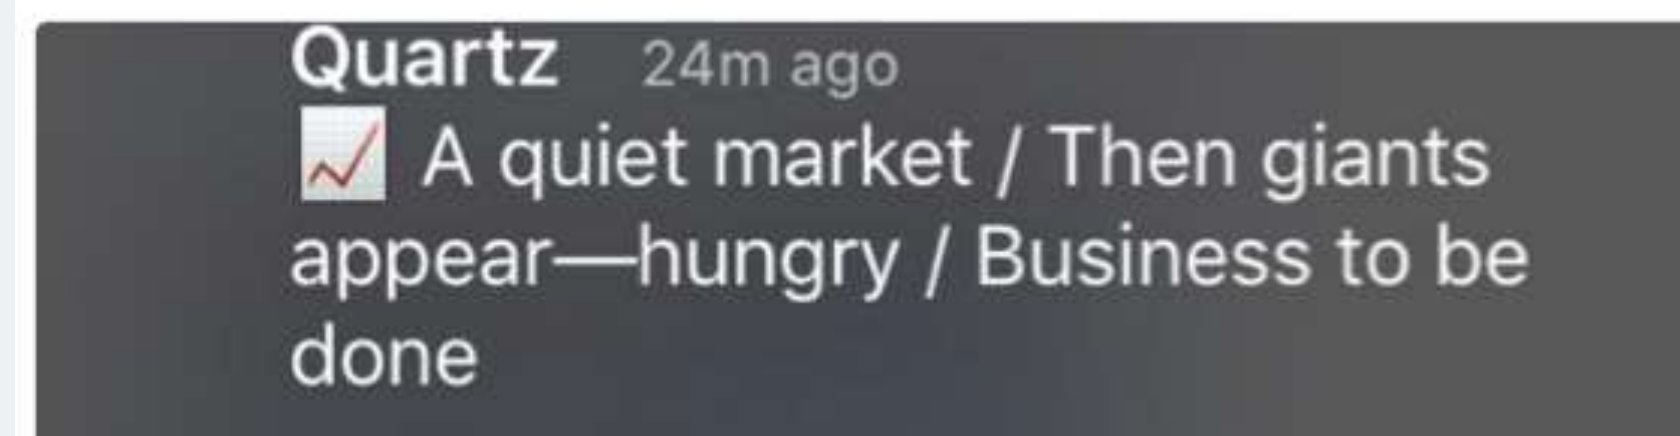 Quartz 24m ago
📈 A quiet market / Then giants
appear—hungry / Business to be
done